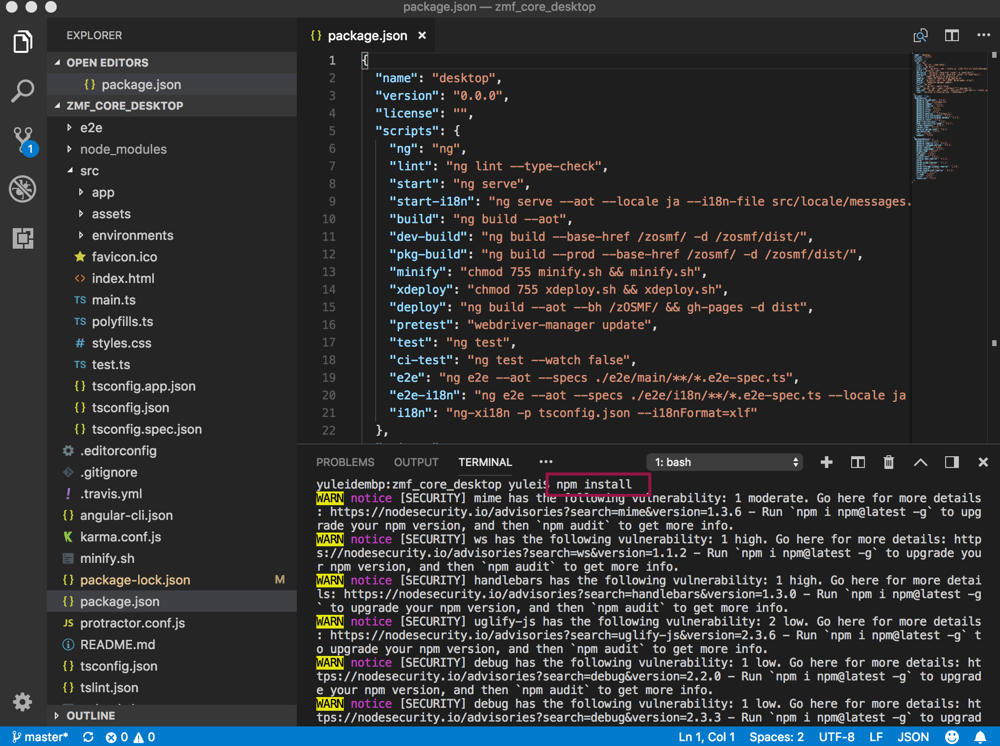 package.json — zmf_core_desktop
EXPLORER
OPEN EDITORS
{} package.json
ZMF_CORE_DESKTOP
e2e
node_modules
src
app
assets
environments
favicon.ico
<> index.html
TS main.ts
TS polyfills.ts
# styles.css
TS test.ts
{} tsconfig.app.json
{} tsconfig.json
{} tsconfig.spec.json
.editorconfig
.gitignore
! .travis.yml
{} angular-cli.json
K karma.conf.js
minify.sh
{} package-lock.json M
{} package.json
JS protractor.conf.js
README.md
{} tsconfig.json
{} tslint.json
OUTLINE
1
{} package.json ×
1 {
2 "name": "desktop",
3 "version": "0.0.0",
4 "license": "",
5 "scripts": {
6 "ng": "ng",
7 "lint": "ng lint --type-check",
8 "start": "ng serve",
9 "start-i18n": "ng serve --aot --locale ja --i18n-file src/locale/messages.
10 "build": "ng build --aot",
11 "dev-build": "ng build --base-href /zosmf/ -d /zosmf/dist/",
12 "pkg-build": "ng build --prod --base-href /zosmf/ -d /zosmf/dist/",
13 "minify": "chmod 755 minify.sh && minify.sh",
14 "xdeploy": "chmod 755 xdeploy.sh && xdeploy.sh",
15 "deploy": "ng build --aot --bh /zOSMF/ && gh-pages -d dist",
16 "pretest": "webdriver-manager update",
17 "test": "ng test",
18 "ci-test": "ng test --watch false",
19 "e2e": "ng e2e --aot --specs ./e2e/main/**/*.e2e-spec.ts",
20 "e2e-i18n": "ng e2e --aot --specs ./e2e/i18n/**/*.e2e-spec.ts --locale ja
21 "i18n": "ng-xi18n -p tsconfig.json --i18nFormat=xlf"
22 },
PROBLEMS OUTPUT TERMINAL ••• 1: bash
yuleidembp:zmf_core_desktop yulei$ npm install
WARN notice [SECURITY] mime has the following vulnerability: 1 moderate. Go here for more details
: https://nodesecurity.io/advisories?search=mime&version=1.3.6 - Run `npm i npm@latest -g` to upg
rade your npm version, and then `npm audit` to get more info.
WARN notice [SECURITY] ws has the following vulnerability: 1 high. Go here for more details: http
s://nodesecurity.io/advisories?search=ws&version=1.1.2 - Run `npm i npm@latest -g` to upgrade you
r npm version, and then `npm audit` to get more info.
WARN notice [SECURITY] handlebars has the following vulnerability: 1 high. Go here for more detai
ls: https://nodesecurity.io/advisories?search=handlebars&version=1.3.0 - Run `npm i npm@latest -g
` to upgrade your npm version, and then `npm audit` to get more info.
WARN notice [SECURITY] uglify-js has the following vulnerability: 2 low. Go here for more details
: https://nodesecurity.io/advisories?search=uglify-js&version=2.3.6 - Run `npm i npm@latest -g` t
o upgrade your npm version, and then `npm audit` to get more info.
WARN notice [SECURITY] debug has the following vulnerability: 1 low. Go here for more details: ht
tps://nodesecurity.io/advisories?search=debug&version=2.2.0 - Run `npm i npm@latest -g` to upgrad
e your npm version, and then `npm audit` to get more info.
WARN notice [SECURITY] debug has the following vulnerability: 1 low. Go here for more details: ht
tps://nodesecurity.io/advisories?search=debug&version=2.3.3 - Run `npm i npm@latest -g` to upgrad
master* 0 0 Ln 1, Col 1 Spaces: 2 UTF-8 LF JSON